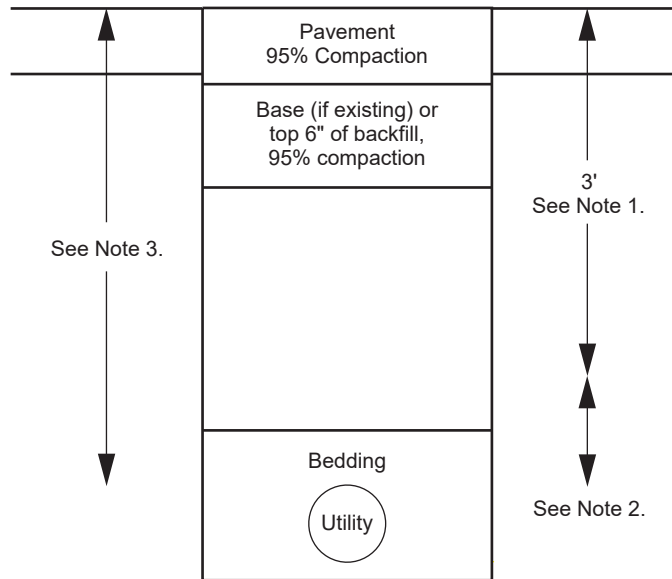 Pavement
95% Compaction
Base (if existing) or
top 6" of backfill,
95% compaction
3'
See Note 1.
See Note 3.
Bedding
Utility
See Note 2.